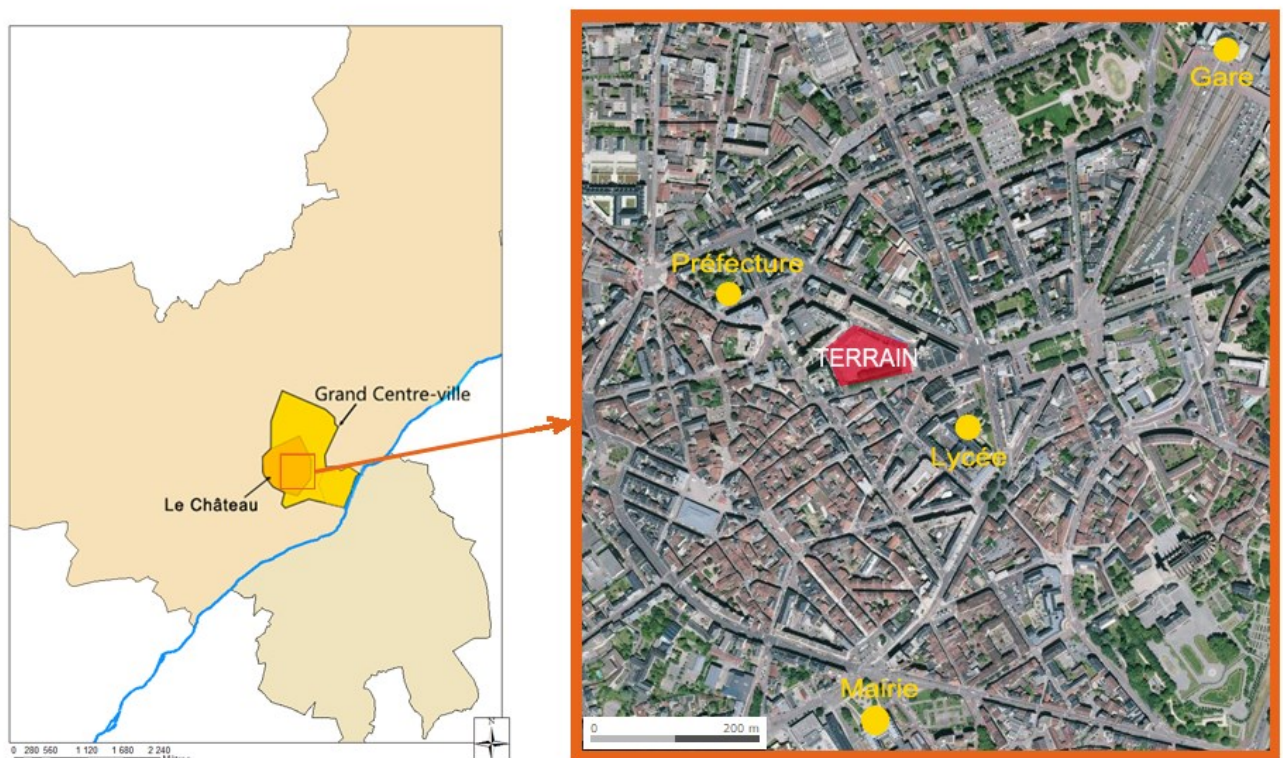 Grand Centre-ville
Le Château
N
0 280 560 1 120 1 680 2 240
Gare
Préfecture
TERRAIN
Lycée
Mairie
0 200 m